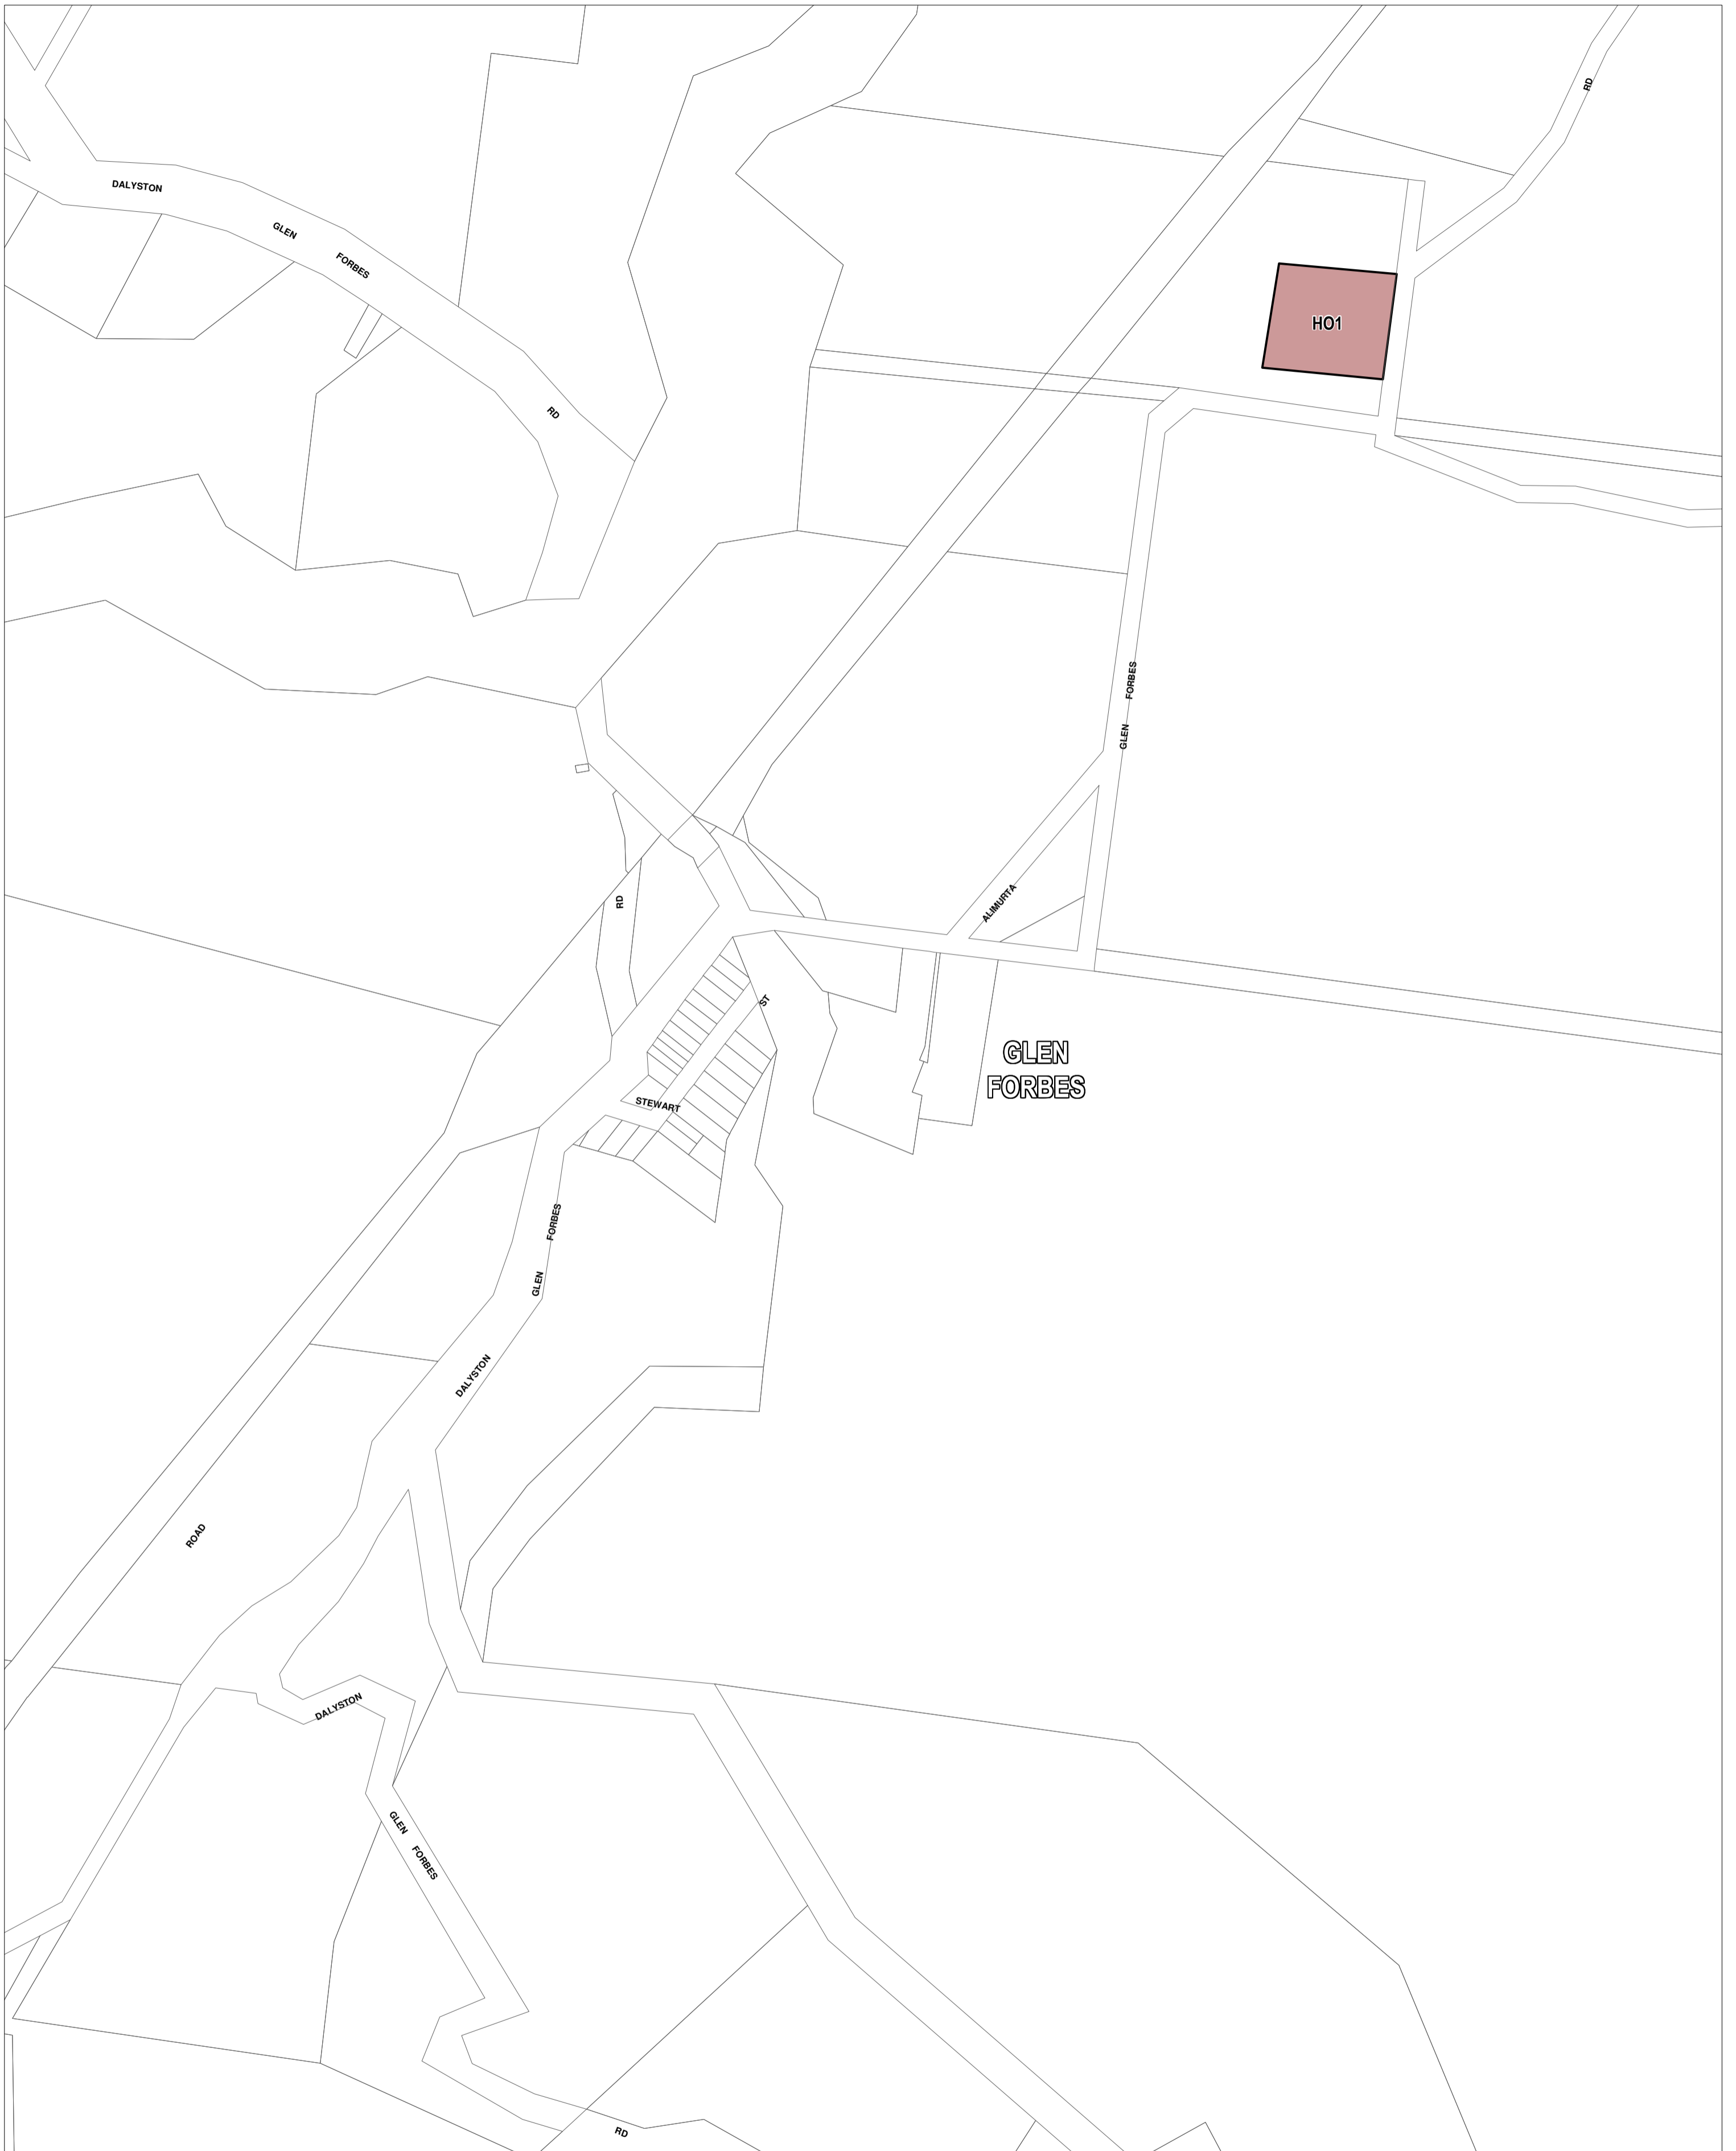 RD
DALYSTON
GLEN
FORBES
HO1
RD
FORBES
GLEN
ALIMURTA
RD
ST
GLEN
FORBES
STEWART
FORBES
GLEN
DALYSTON
ROAD
DALYSTON
GLEN
FORBES
RD